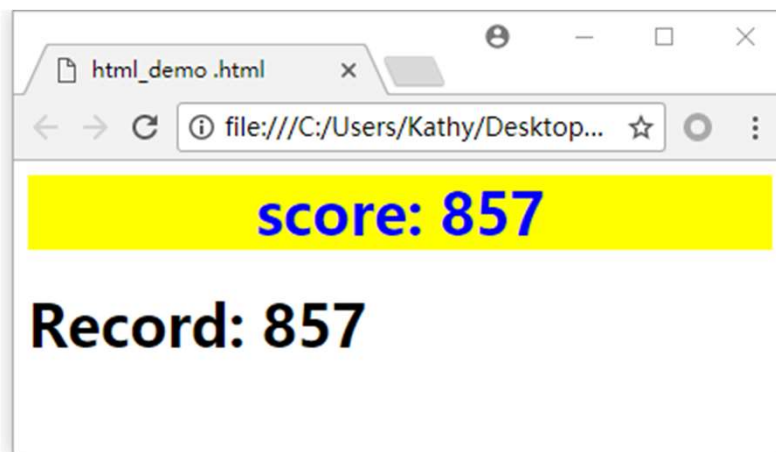 html_demo .html
file:///C:/Users/Kathy/Desktop...
score: 857
Record: 857